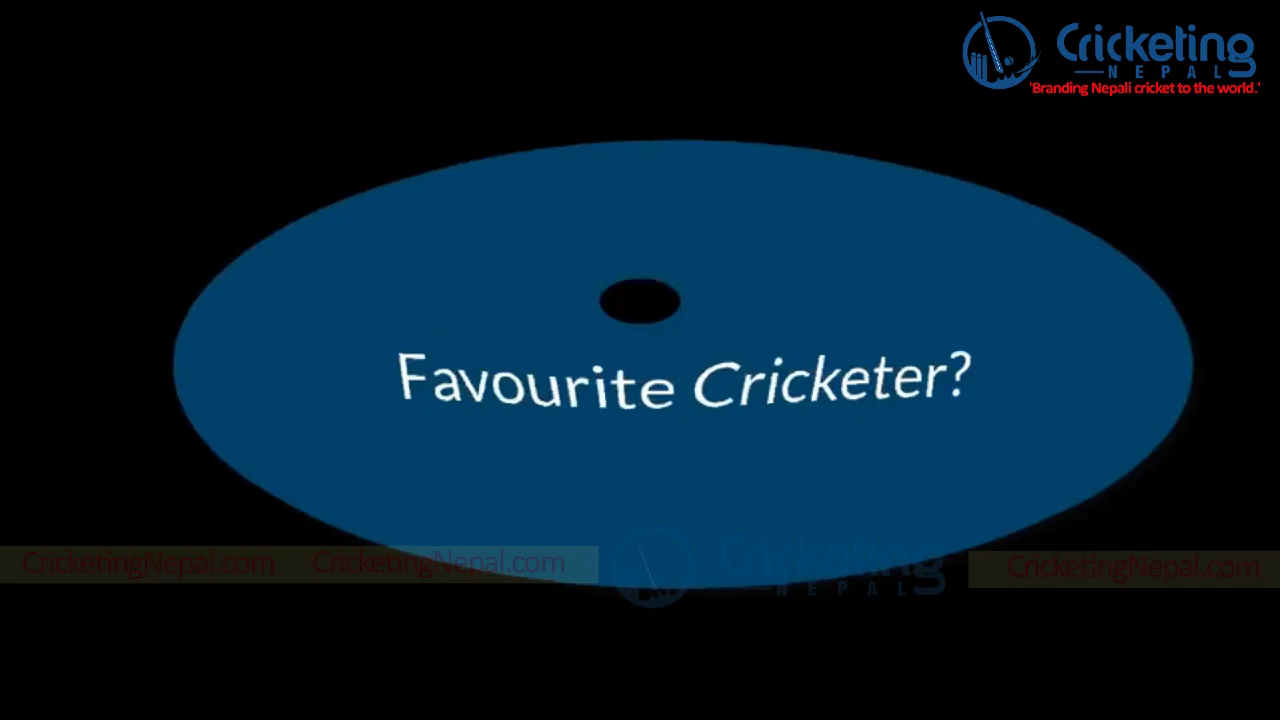 Cricketing
NEPAL
'Branding Nepali cricket to the world.'
Favourite Cricketer?
CricketingNepal.com CricketingNepal.com
Cricketing
NEPAL
CricketingNepal.com